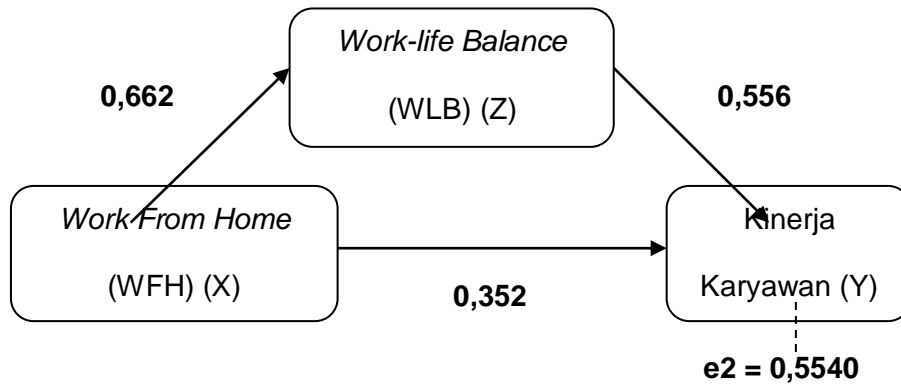 Work-life Balance
(WLB) (Z)
0,662
0,556
Work From Home
(WFH) (X)
Kinerja
Karyawan (Y)
0,352
e2 = 0,5540